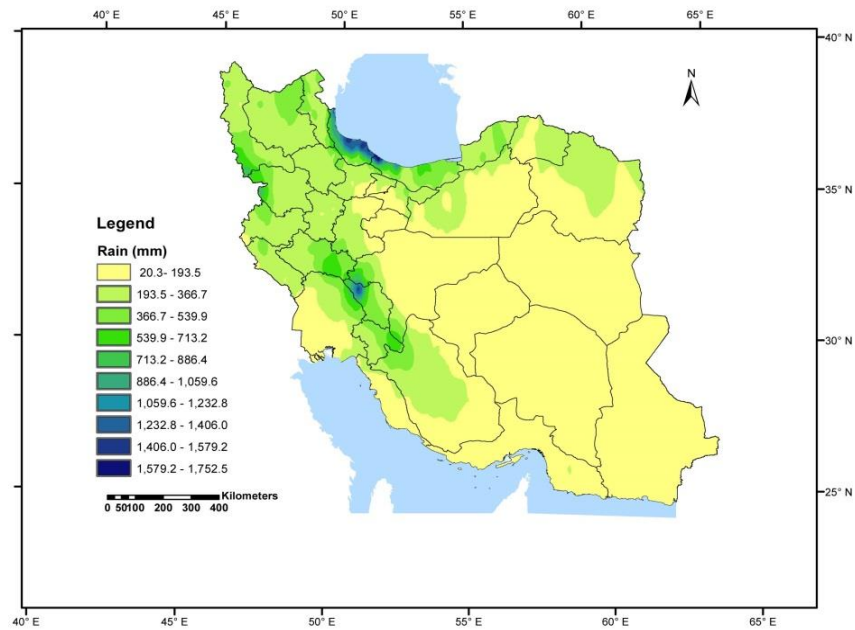 40° E 45° E 50° E 55° E 60° E
40° N
N
35° N
Legend
Rain (mm)
20.3- 193.5
193.5 - 366.7
366.7 - 539.9
539.9 - 713.2
713.2 - 886.4
886.4 - 1,059.6
1,059.6 - 1,232.8
1,232.8 - 1,406.0
1,406.0 - 1,579.2
1,579.2 - 1,752.5
30° N
Kilometers
0 50100 200 300 400
25° N
40° E 45° E 50° E 55° E 60° E 65° E